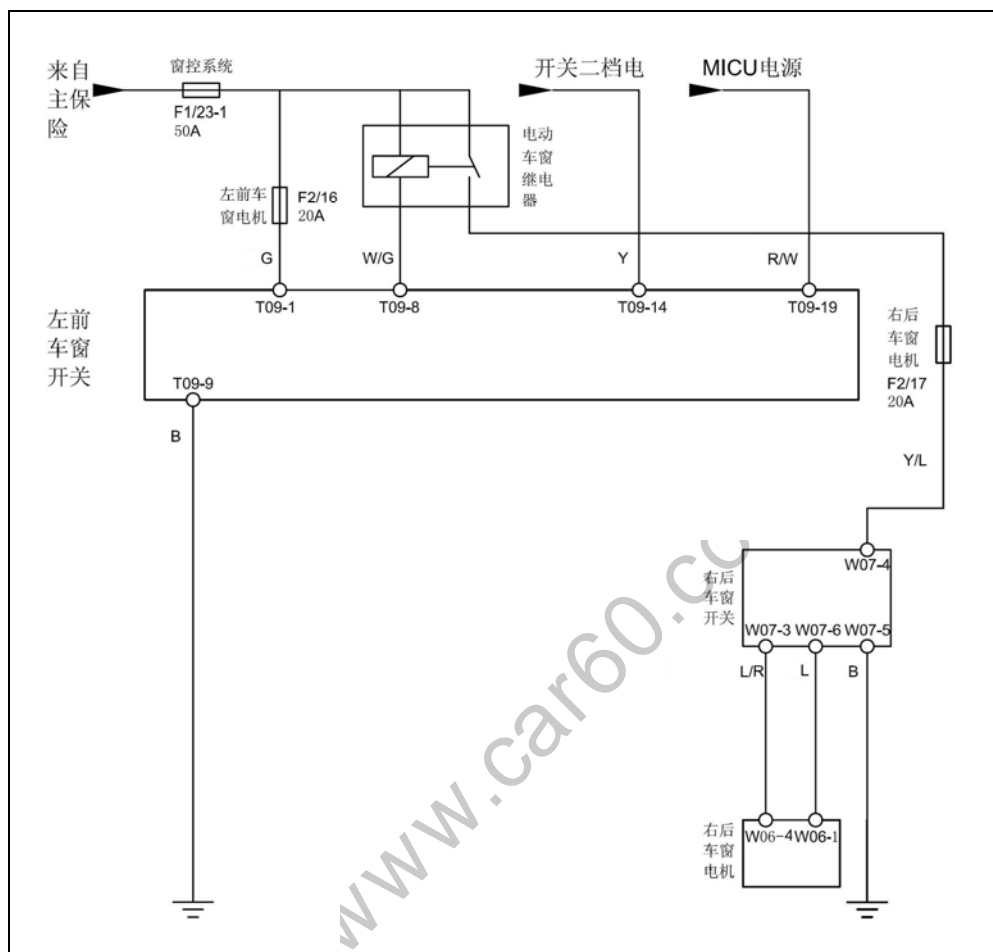 来自
主保
险
窗控系统
F1/23-1
50A
开关二档电
MICU电源
电动
车窗
继电
器
左前车
窗电机
F2/16
20A
G
W/G
Y
R/W
T09-1
T09-8
T09-14
T09-19
左前
车窗
开关
T09-9
B
右后
车窗
电机
F2/17
20A
Y/L
W07-4
右后
车窗
开关
W07-3 W07-6 W07-5
L/R
L
B
右后
车窗
电机
W06-4 W06-1
www.car60.co